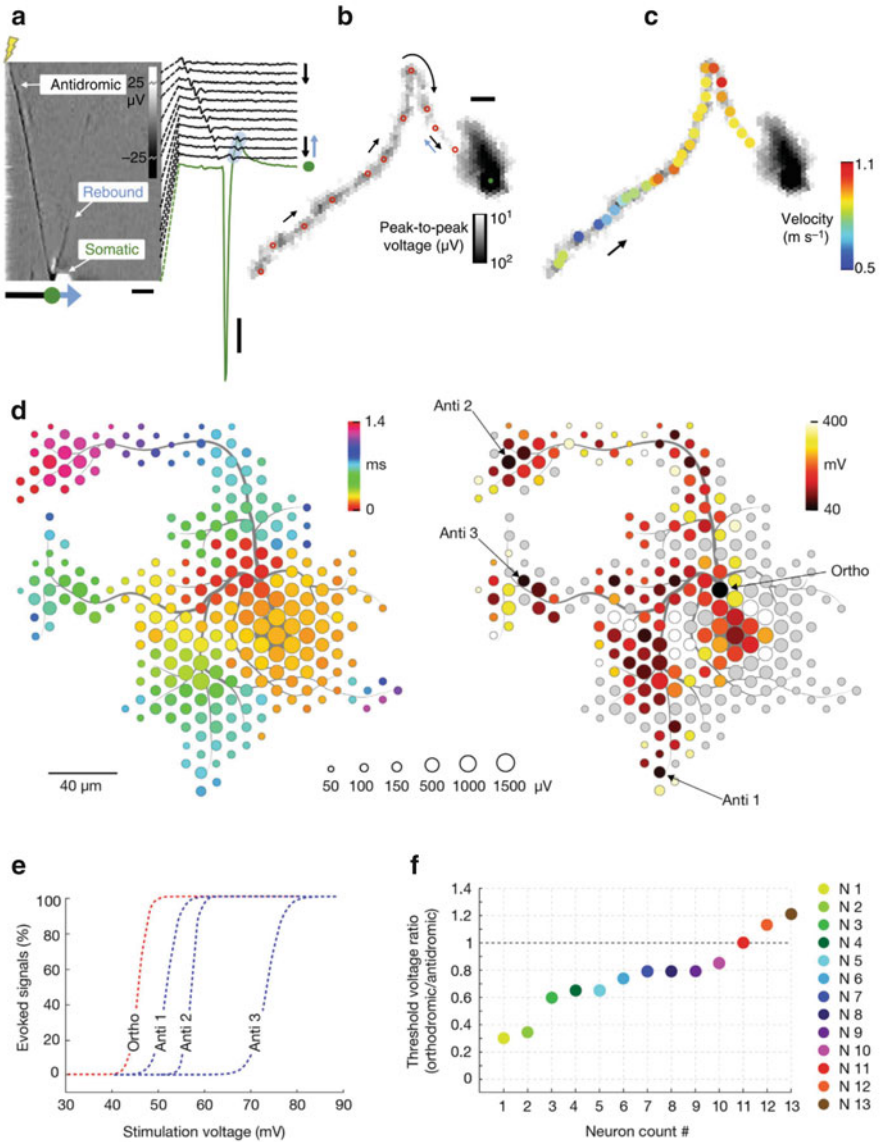 a
Antidromic
Rebound
Somatic
25
μV
−25
b
Peak-to-peak
voltage (μV)
10¹
10²
c
1.1
Velocity
(m s⁻¹)
0.5
d
1.4
ms
0
40 μm
50 100 150 500 1000 1500 μV
Anti 2
Anti 3
Ortho
Anti 1
400
mV
40
e
Evoked signals (%)
100
80
60
40
20
0
Ortho
Anti 1
Anti 2
Anti 3
30 40 50 60 70 80 90
Stimulation voltage (mV)
f
Threshold voltage ratio
(orthodromic/antidromic)
1.4
1.2
1
0.8
0.6
0.4
0.2
0
1 2 3 4 5 6 7 8 9 10 11 12 13
Neuron count #
N 1
N 2
N 3
N 4
N 5
N 6
N 7
N 8
N 9
N 10
N 11
N 12
N 13